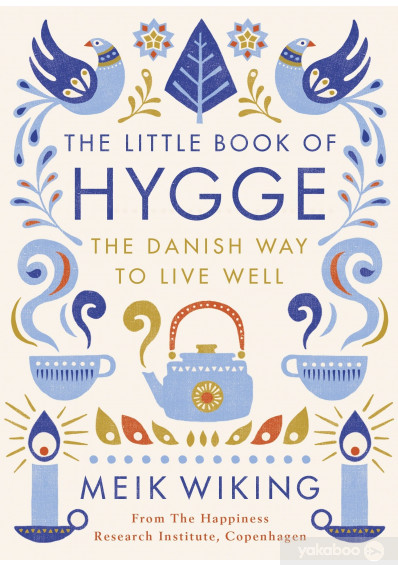 THE LITTLE BOOK OF
HYGGE
THE DANISH WAY
TO LIVE WELL
MEIK WIKING
From The Happiness
Research Institute, Copenhagen
yakaboo